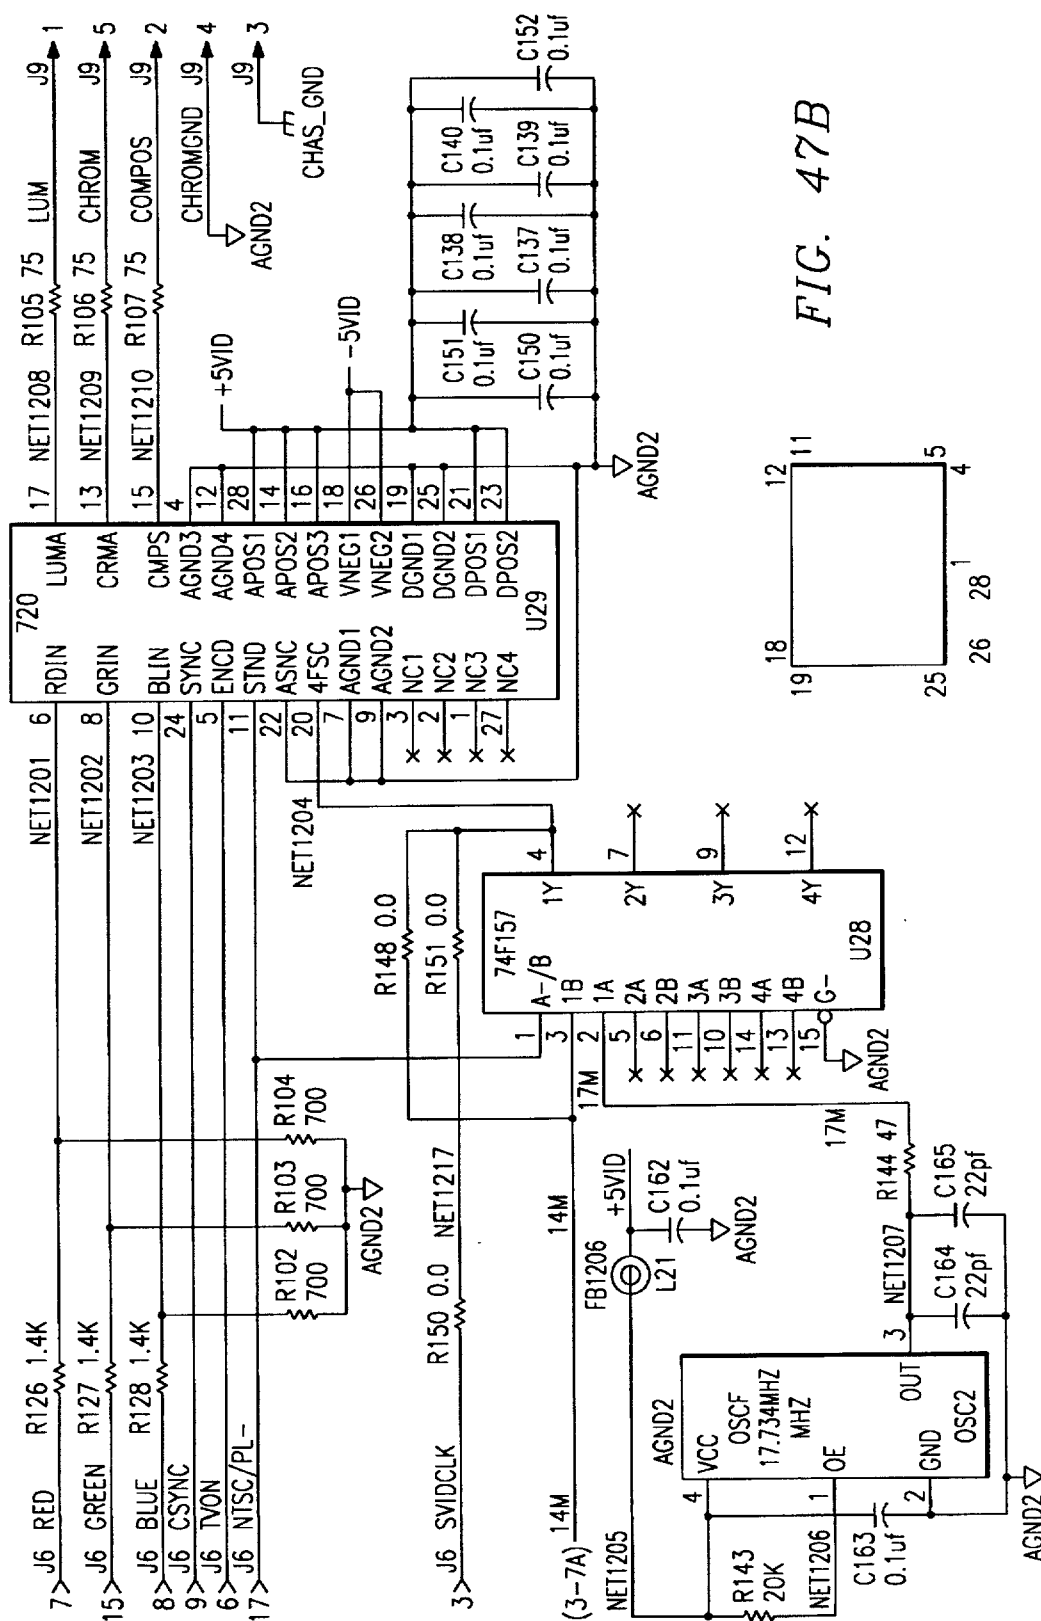 J6 RED
7
R126 1.4K
NET1201
6
J6 GREEN
15
R127 1.4K
NET1202
8
J6 BLUE
8
R128 1.4K
NET1203
10
J6 CSYNC
9
24
J6 TVON
6
5
J6 NTSC/PL-
17
11
22
20
7
9
3
2
1
27
R102
700
R103
700
R104
700
AGND2
NET1204
720
RDIN
GRIN
BLIN
SYNC
ENCD
STND
ASNC
4FSC
AGND1
AGND2
NC1
NC2
NC3
NC4
LUMA
CRMA
CMPS
AGND3
AGND4
APOS1
APOS2
APOS3
VNEG1
VNEG2
DGND1
DGND2
DPOS1
DPOS2
U29
17
13
15
4
12
28
14
16
18
26
19
25
21
23
NET1208 R105 75 LUM
J9
1
NET1209 R106 75 CHROM
J9
5
NET1210 R107 75 COMPOS
J9
2
CHROMGND
J9
4
AGND2
J9
3
CHAS_GND
+5VID
-5VID
AGND2
C150
0.1uf
C151
0.1uf
C137
0.1uf
C138
0.1uf
C139
0.1uf
C140
0.1uf
C152
0.1uf
J6 SVIDCLK
3
R150 0.0 NET1217
R148 0.0
R151 0.0
(3-7A)
14M
14M
17M
17M
74F157
A-/B
1B
1A
2A
2B
3A
3B
4A
4B
G-
1Y
2Y
3Y
4Y
U28
1
3
2
5
6
11
10
14
13
15
4
7
9
12
AGND2
NET1205
FB1206
L21
+5VID
C162
0.1uf
AGND2
R143
20K
NET1206
C163
0.1uf
AGND2
VCC
OSCF
17.734MHZ
MHZ
OE
GND
OUT
OSC2
4
1
2
3
NET1207
R144 47
C164
22pf
C165
22pf
AGND2
12
11
18
19
5
4
25
26
28
1
FIG. 47B